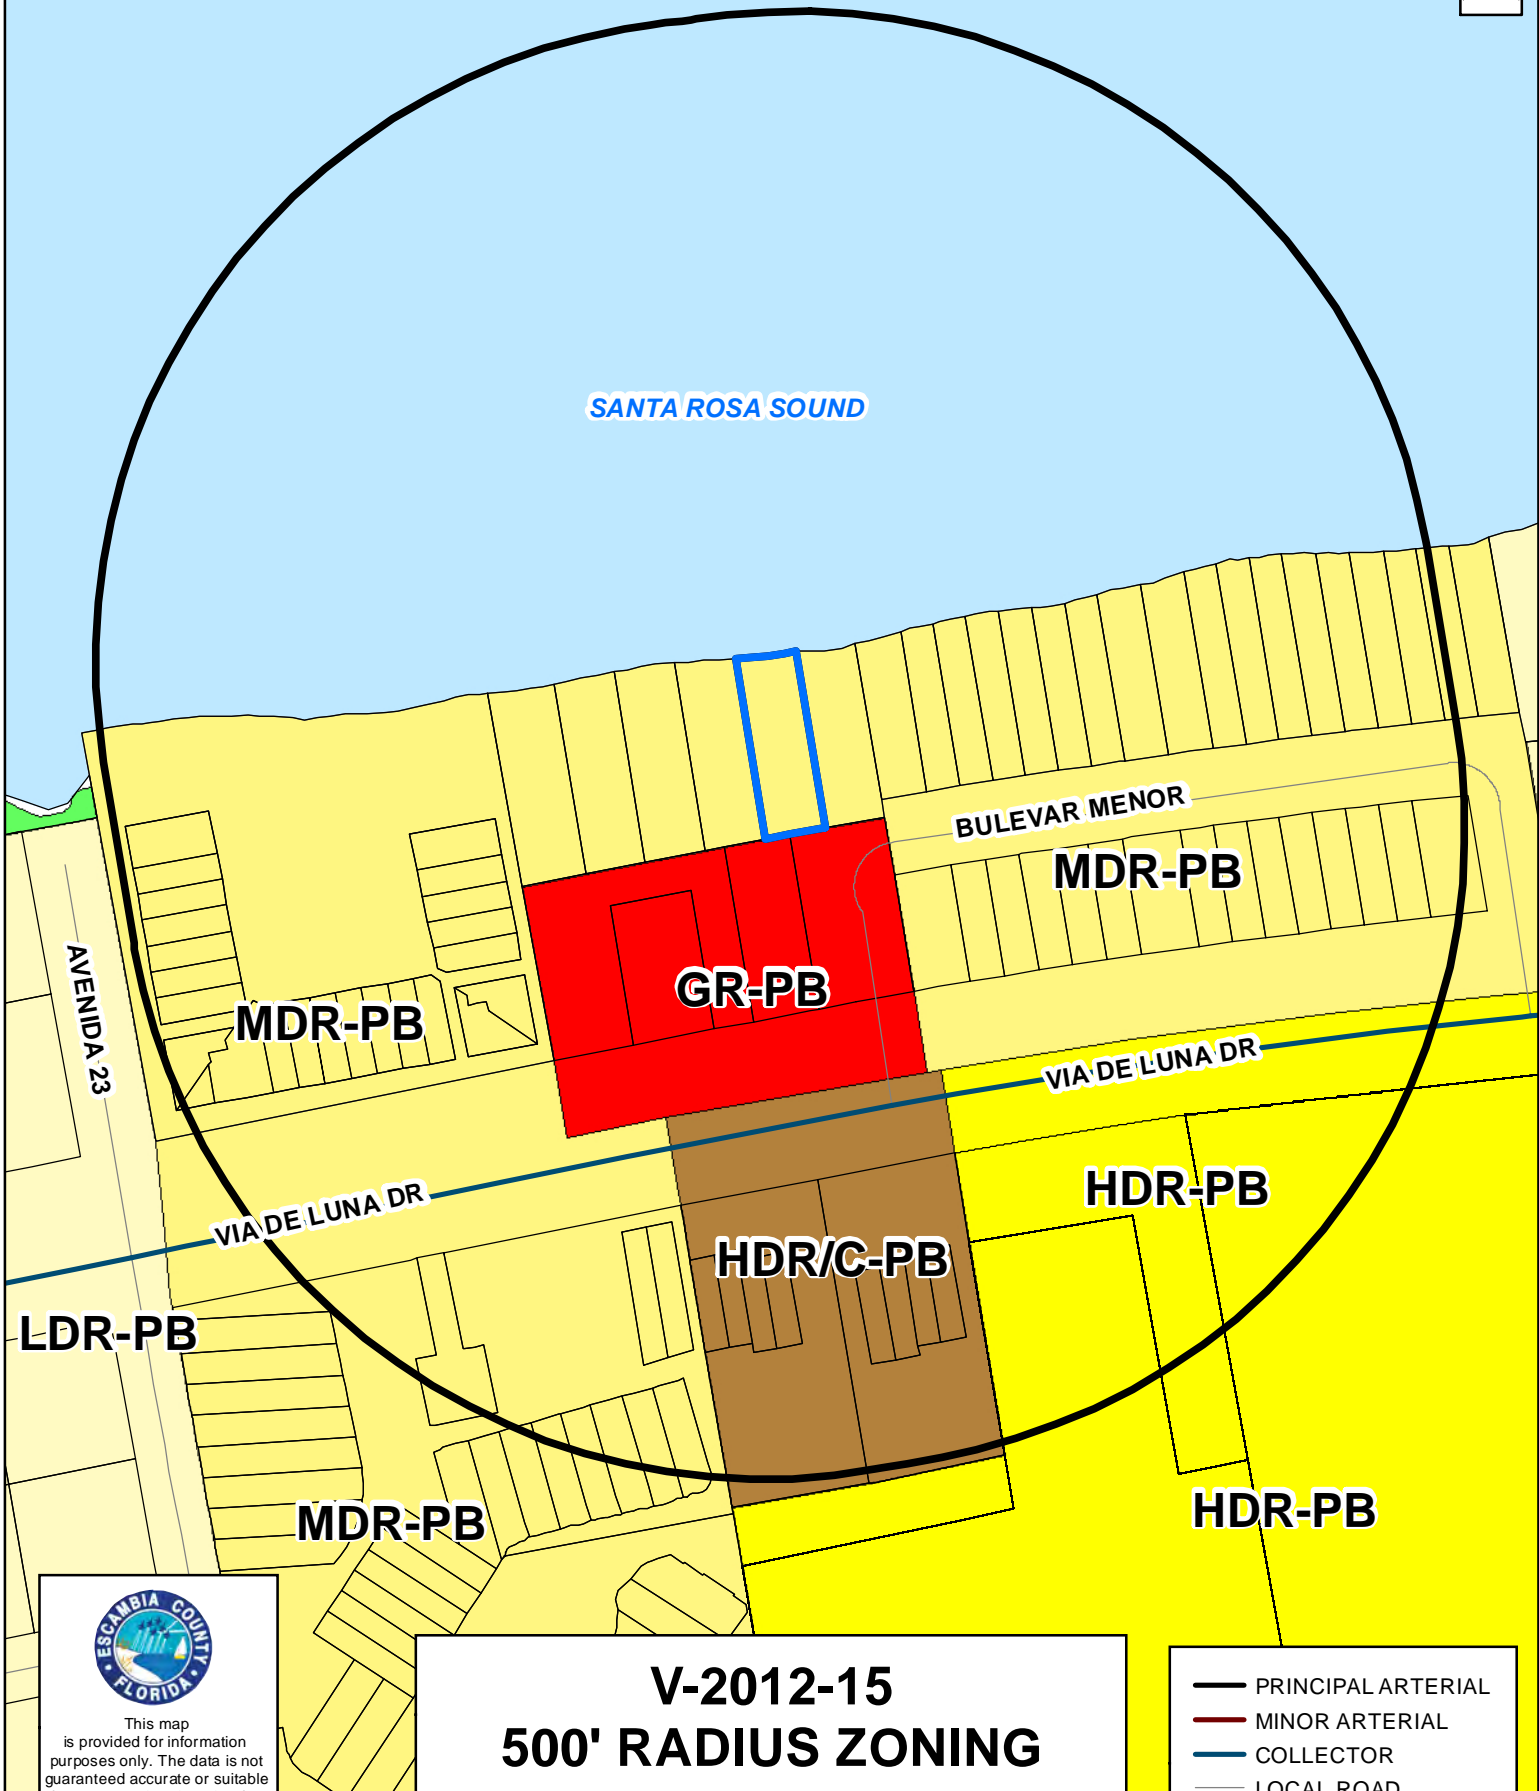 SANTA ROSA SOUND
BULEVAR MENOR
MDR-PB
AVENIDA 23
GR-PB
MDR-PB
VIA DE LUNA DR
HDR-PB
VIA DE LUNA DR
HDR/C-PB
LDR-PB
MDR-PB
HDR-PB
ESCAMBIA COUNTY
FLORIDA
This map
is provided for information
purposes only. The data is not
guaranteed accurate or suitable
V-2012-15
500' RADIUS ZONING
PRINCIPAL ARTERIAL
MINOR ARTERIAL
COLLECTOR
LOCAL ROAD